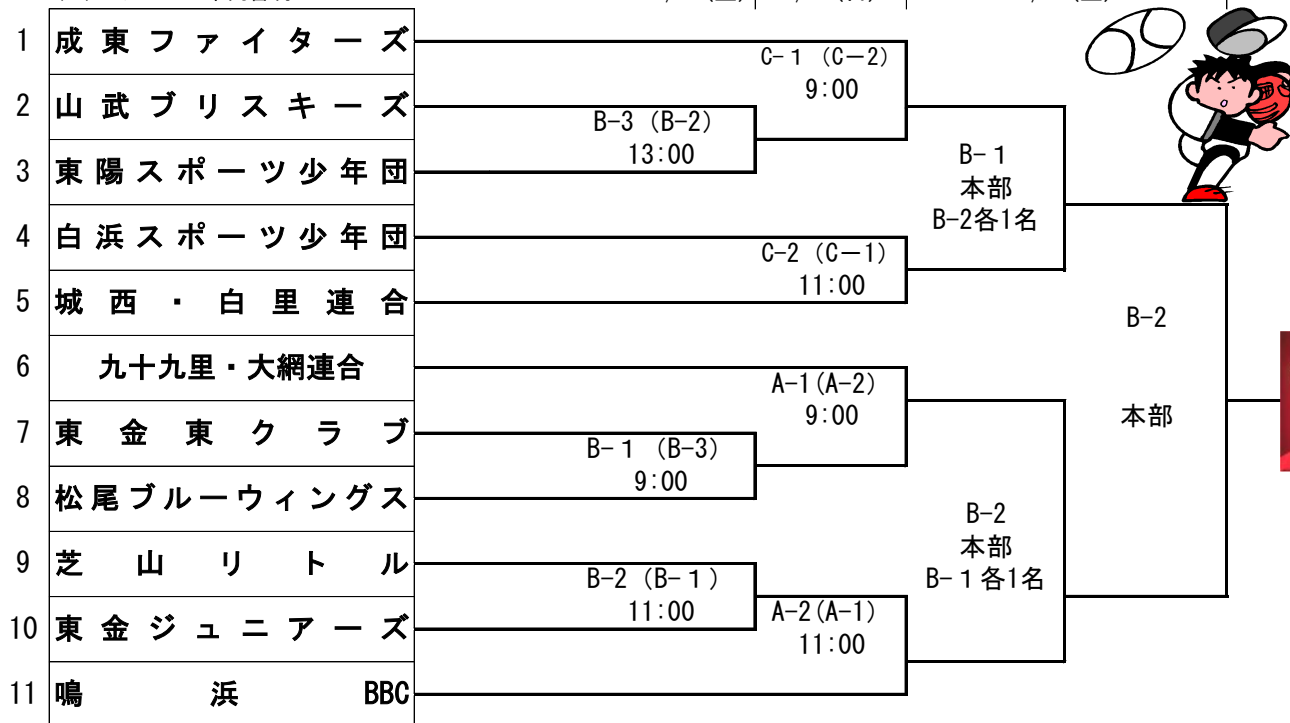 1 成東ファイターズ
C-1 (C-2)
9:00
2 山武ブリスキーズ
B-3 (B-2)
13:00
3 東陽スポーツ少年団
B-1
本部
B-2各1名
4 白浜スポーツ少年団
C-2 (C-1)
11:00
5 城西・白里連合
B-2
本部
6 九十九里・大網連合
A-1(A-2)
9:00
7 東金東クラブ
B-1 (B-3)
9:00
8 松尾ブルーウィングス
B-2
本部
B-1各1名
9 芝山リトル
B-2 (B-1)
11:00
10 東金ジュニアーズ
A-2(A-1)
11:00
11 鳴浜BBC